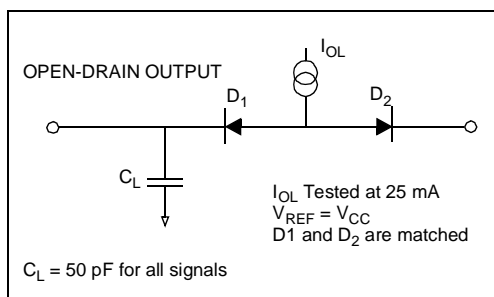 I_OL
OPEN-DRAIN OUTPUT
D_1
D_2
C_L
I_OL Tested at 25 mA
V_REF = V_CC
D1 and D_2 are matched
C_L = 50 pF for all signals